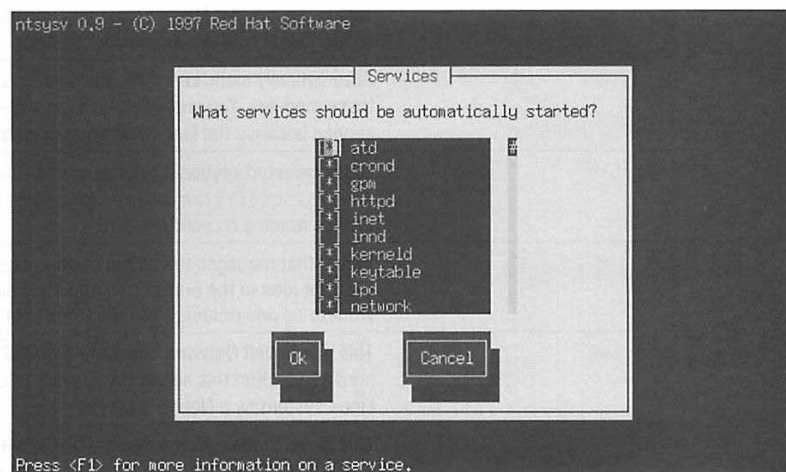 ntsysv 0.9 - (C) 1997 Red Hat Software
Services
What services should be automatically started?
[*] atd
[*] crond
[*] gpm
[*] httpd
[*] inet
[ ] innd
[*] kerneld
[*] keytable
[*] lpd
[*] network
#
Ok
Cancel
Press <F1> for more information on a service.